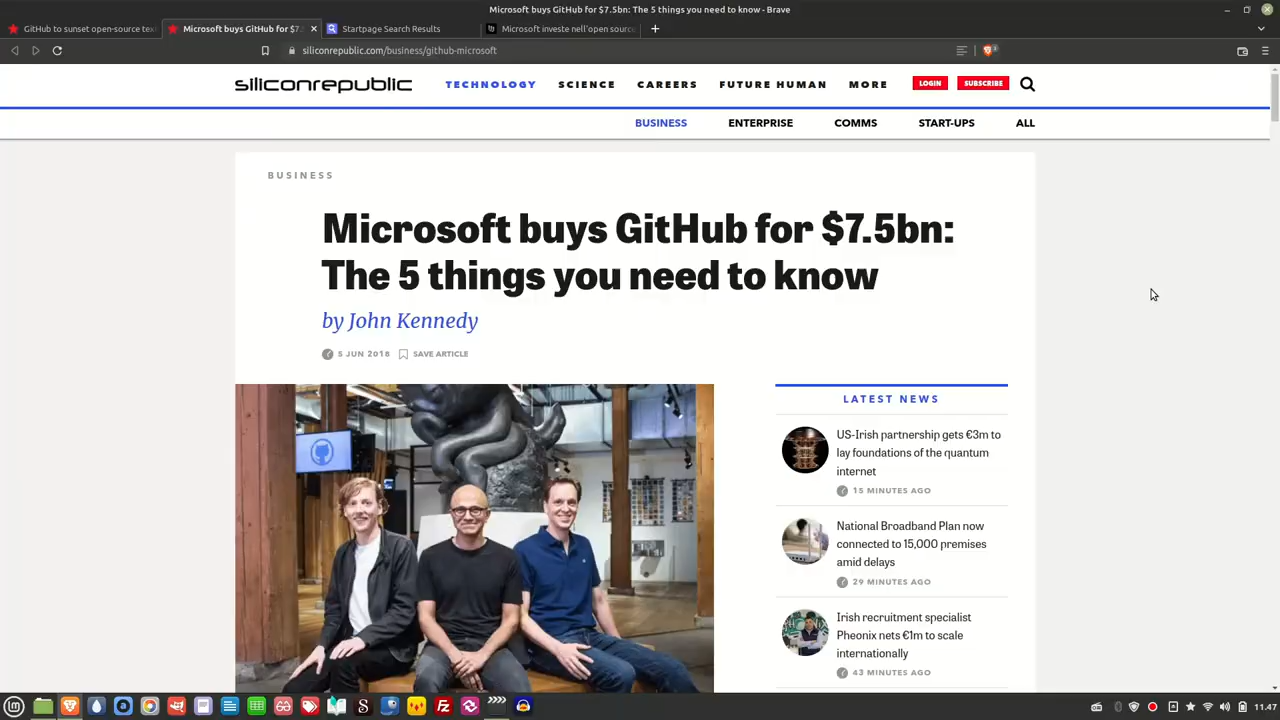 Microsoft buys GitHub for $7.5bn: The 5 things you need to know - Brave
GitHub to sunset open-source tex
Microsoft buys GitHub for $7.
Startpage Search Results
Microsoft investe nell'open sourc
siliconrepublic.com/business/github-microsoft
siliconrepublic
TECHNOLOGY SCIENCE CAREERS FUTURE HUMAN MORE
LOGIN SUBSCRIBE
BUSINESS ENTERPRISE COMMS START-UPS ALL
BUSINESS
Microsoft buys GitHub for $7.5bn:
The 5 things you need to know
by John Kennedy
5 JUN 2018 SAVE ARTICLE
LATEST NEWS
US-Irish partnership gets €3m to
lay foundations of the quantum
internet
15 MINUTES AGO
National Broadband Plan now
connected to 15,000 premises
amid delays
29 MINUTES AGO
Irish recruitment specialist
Pheonix nets €1m to scale
internationally
43 MINUTES AGO
11.47